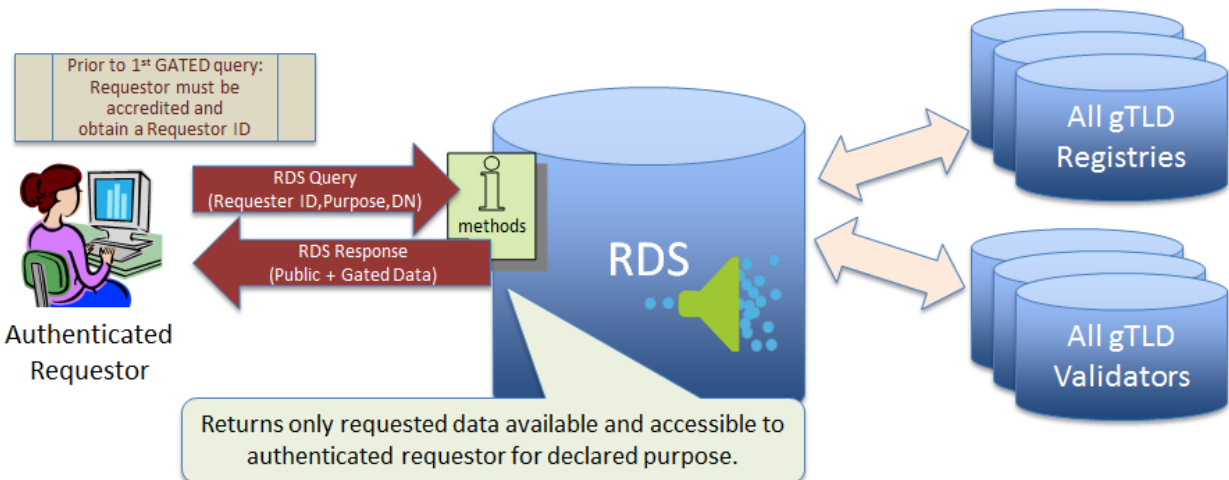 Prior to 1st GATED query:
Requestor must be
accredited and
obtain a Requestor ID
RDS Query
(Requester ID,Purpose,DN)
RDS Response
(Public + Gated Data)
i
methods
RDS
All gTLD
Registries
All gTLD
Validators
Authenticated
Requestor
Returns only requested data available and accessible to
authenticated requestor for declared purpose.